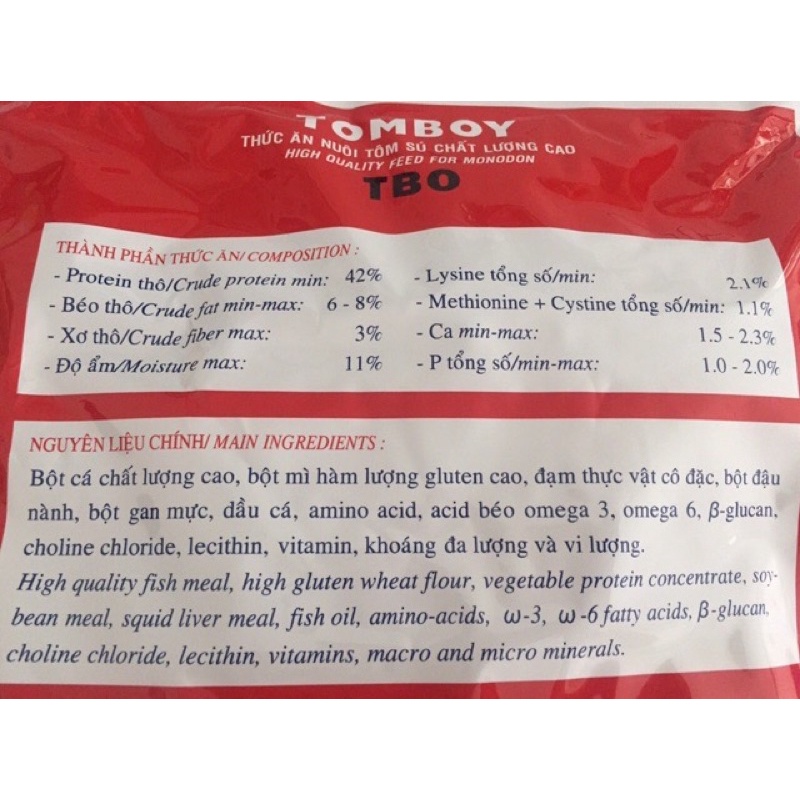 TOMBOY
THỨC ĂN NUÔI TÔM SÚ CHẤT LƯỢNG CAO
HIGH QUALITY FEED FOR MONODON
TBO
THÀNH PHẦN THỨC ĂN/ COMPOSITION :
- Protein thô/Crude protein min: 42%
- Béo thô/Crude fat min-max: 6 - 8%
- Xơ thô/Crude fiber max: 3%
- Độ ẩm/Moisture max: 11%
- Lysine tổng số/min: 2.1%
- Methionine + Cystine tổng số/min: 1.1%
- Ca min-max: 1.5 - 2.3%
- P tổng số/min-max: 1.0 - 2.0%
NGUYÊN LIỆU CHÍNH/ MAIN INGREDIENTS :
Bột cá chất lượng cao, bột mì hàm lượng gluten cao, đạm thực vật cô đặc, bột đậu
nành, bột gan mực, dầu cá, amino acid, acid béo omega 3, omega 6, β-glucan,
choline chloride, lecithin, vitamin, khoáng đa lượng và vi lượng.
High quality fish meal, high gluten wheat flour, vegetable protein concentrate, soy-
bean meal, squid liver meal, fish oil, amino-acids, ω-3, ω-6 fatty acids, β-glucan,
choline chloride, lecithin, vitamins, macro and micro minerals.